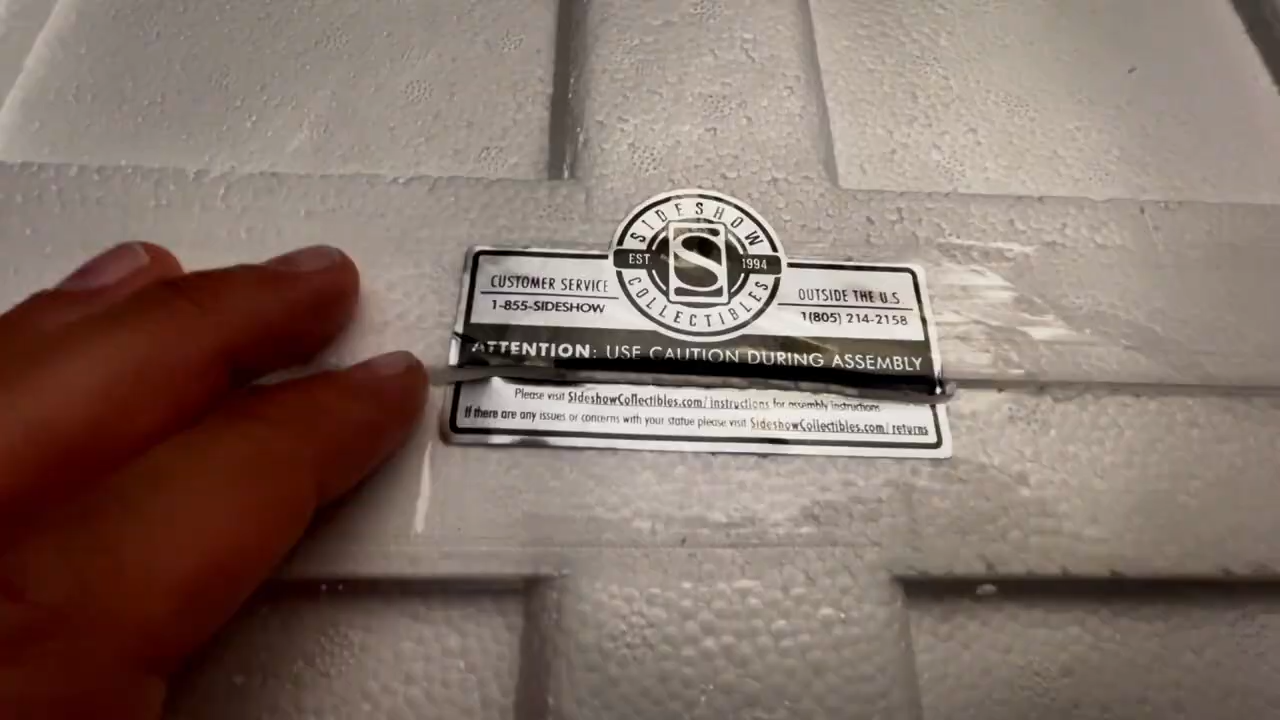 SIDESHOW
EST. 1994
COLLECTIBLES
CUSTOMER SERVICE
1-855-SIDESHOW
OUTSIDE THE U.S.
1(805) 214-2158
ATTENTION: USE CAUTION DURING ASSEMBLY
Please visit SideshowCollectibles.com/instructions for assembly instructions
If there are any issues or concerns with your statue please visit SideshowCollectibles.com/returns